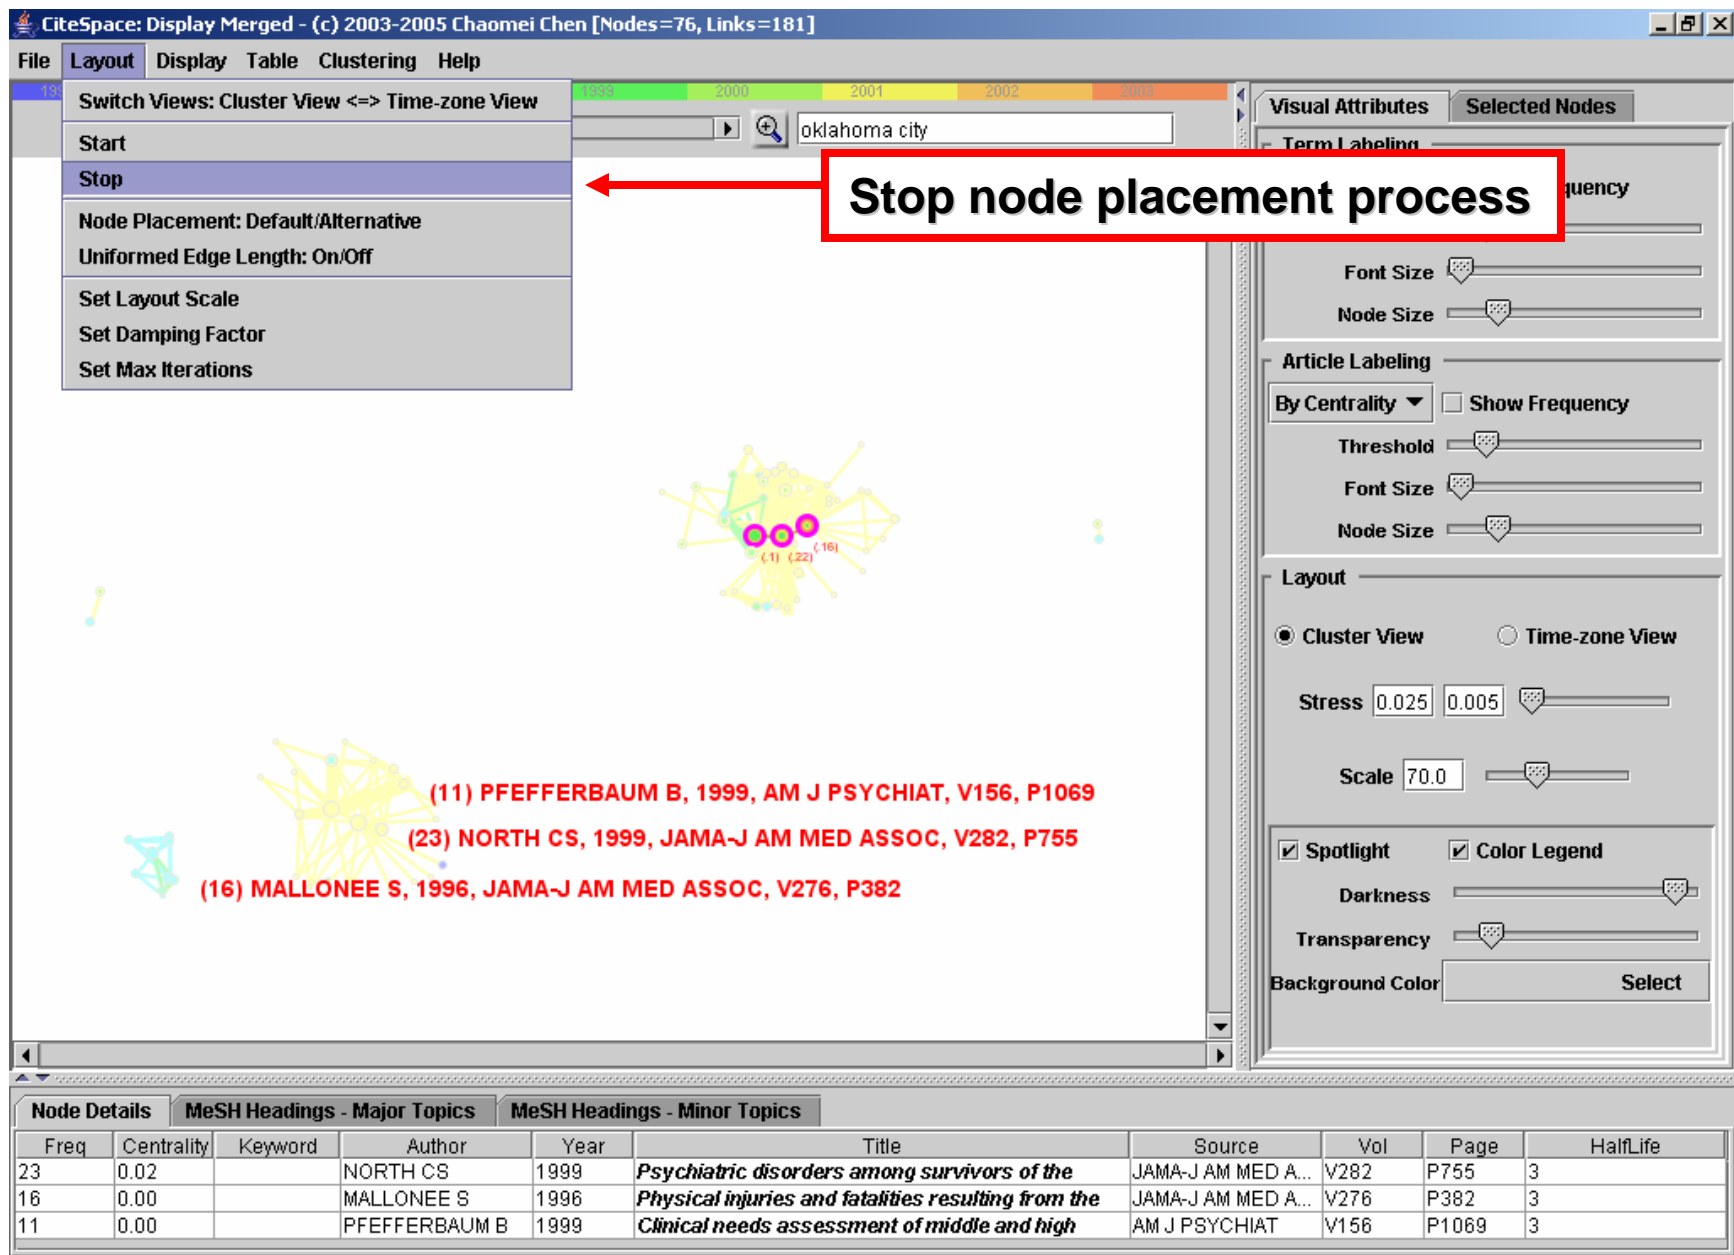 CiteSpace: Display Merged - (c) 2003-2005 Chaomei Chen [Nodes=76, Links=181]
File Layout Display Table Clustering Help
1999 2000 2001 2002 2003
Switch Views: Cluster View <=> Time-zone View
Start
Stop
Node Placement: Default/Alternative
Uniformed Edge Length: On/Off
Set Layout Scale
Set Damping Factor
Set Max Iterations
oklahoma city
Stop node placement process
(.1) (.22) (.16)
(11) PFEFFERBAUM B, 1999, AM J PSYCHIAT, V156, P1069
(23) NORTH CS, 1999, JAMA-J AM MED ASSOC, V282, P755
(16) MALLONEE S, 1996, JAMA-J AM MED ASSOC, V276, P382
Visual Attributes Selected Nodes
Term Labeling
Font Size
Node Size
Article Labeling
By Centrality Show Frequency
Threshold
Font Size
Node Size
Layout
Cluster View Time-zone View
Stress 0.025 0.005
Scale 70.0
Spotlight Color Legend
Darkness
Transparency
Background Color Select
Node Details MeSH Headings - Major Topics MeSH Headings - Minor Topics
Freq Centrality Keyword Author Year Title Source Vol Page HalfLife
23 0.02 NORTH CS 1999 Psychiatric disorders among survivors of the JAMA-J AM MED A... V282 P755 3
16 0.00 MALLONEE S 1996 Physical injuries and fatalities resulting from the JAMA-J AM MED A... V276 P382 3
11 0.00 PFEFFERBAUM B 1999 Clinical needs assessment of middle and high AM J PSYCHIAT V156 P1069 3